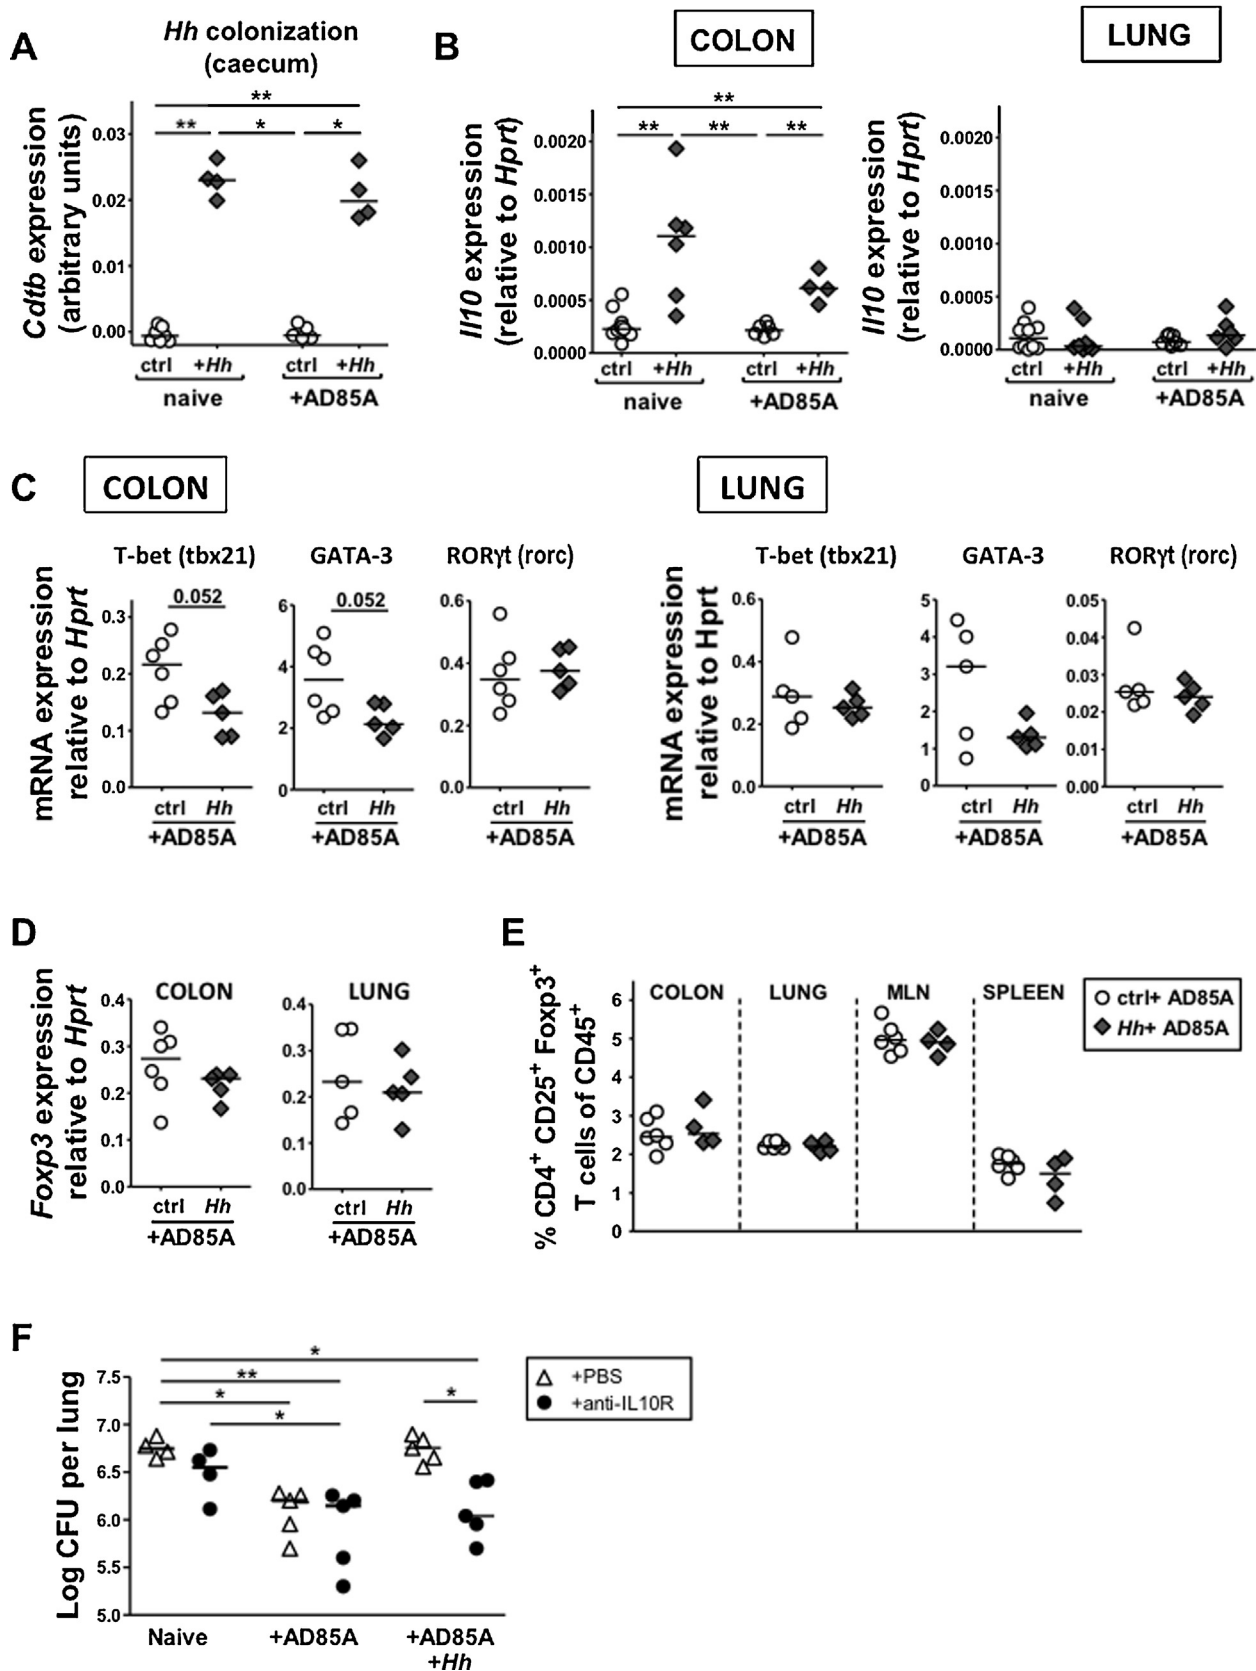 A
Hh colonization
(caecum)
Cdtb expression
(arbitrary units)
**
** * *
0.03
0.02
0.01
0.00
ctrl +Hh ctrl +Hh
naive +AD85A
B
COLON
Il10 expression
(relative to Hprt)
**
** ** **
0.0020
0.0015
0.0010
0.0005
0.0000
ctrl +Hh ctrl +Hh
naive +AD85A
LUNG
Il10 expression
(relative to Hprt)
0.0020
0.0015
0.0010
0.0005
0.0000
ctrl +Hh ctrl +Hh
naive +AD85A
C
COLON
mRNA expression
relative to Hprt
T-bet (tbx21)
0.052
0.3
0.2
0.1
0.0
ctrl Hh
+AD85A
GATA-3
0.052
6
4
2
0
ctrl Hh
+AD85A
RORγt (rorc)
0.6
0.4
0.2
0.0
ctrl Hh
+AD85A
LUNG
mRNA expression
relative to Hprt
T-bet (tbx21)
0.6
0.4
0.2
0.0
ctrl Hh
+AD85A
GATA-3
5
4
3
2
1
0
ctrl Hh
+AD85A
RORγt (rorc)
0.05
0.04
0.03
0.02
0.01
0.00
ctrl Hh
+AD85A
D
Foxp3 expression
relative to Hprt
COLON
0.4
0.3
0.2
0.1
0.0
ctrl Hh
+AD85A
LUNG
0.4
0.3
0.2
0.1
0.0
ctrl Hh
+AD85A
E
% CD4+ CD25+ Foxp3+
T cells of CD45+
COLON LUNG MLN SPLEEN
6
5
4
3
2
1
0
ctrl+ AD85A
Hh+ AD85A
F
Log CFU per lung
*
**
* *
*
7.5
7.0
6.5
6.0
5.5
5.0
Naive +AD85A +AD85A
+Hh
+PBS
+anti-IL10R